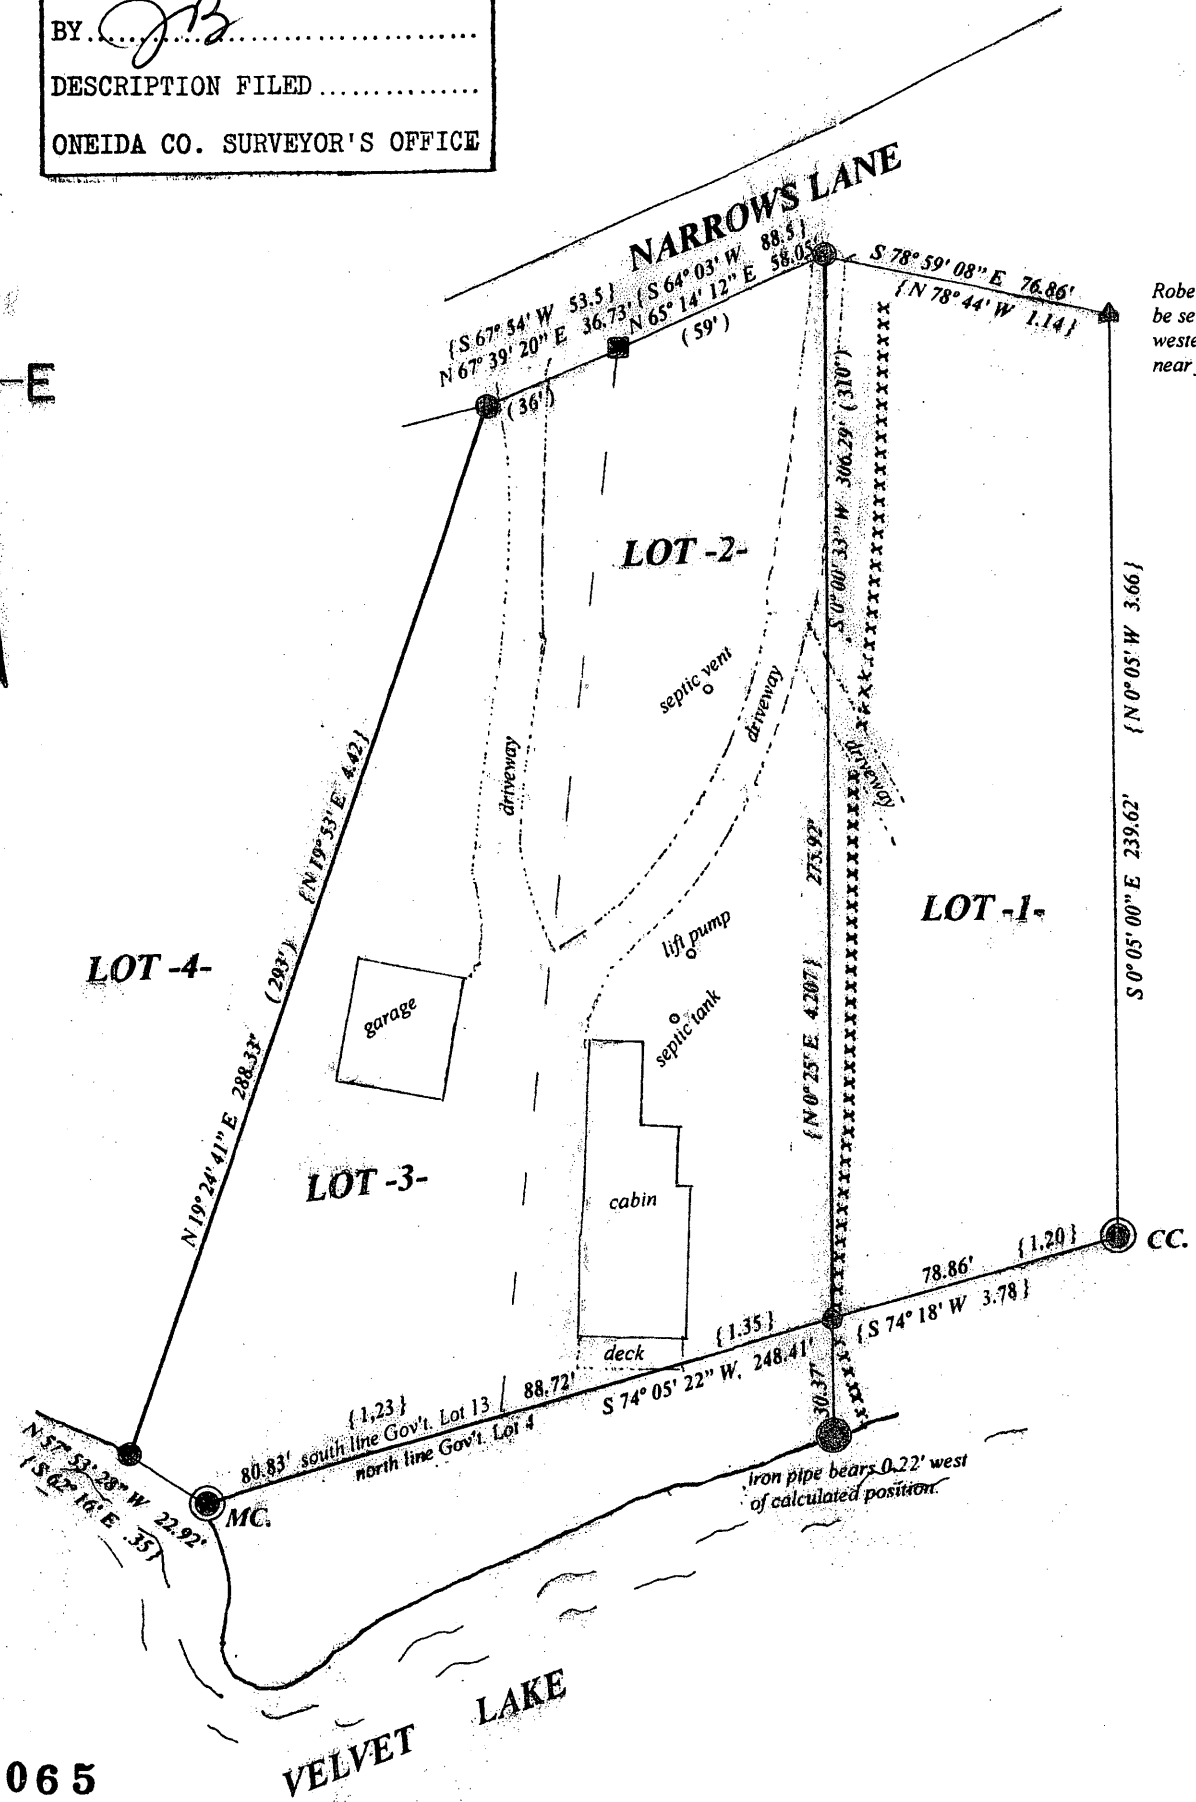 BY
DESCRIPTION FILED
ONEIDA CO. SURVEYOR'S OFFICE
NARROWS LANE
{S 67° 54' W 53.5}
{S 64° 03' W 88.5}
N 67° 39' 20" E 36.73'
N 65° 14' 12" E 58.05'
(36')
(59')
S 78° 59' 08" E 76.86'
{N 78° 44' W 1.14}
Robe
be se
weste
near
-E
LOT -2-
S 0° 00' 33" W 306.29' (310')
{N 0° 05' W 3.66}
S 0° 05' 00" E 239.62'
septic vent
driveway
driveway
driveway
{N 19° 53' E 4.42}
(293')
N 19° 24' 41" E 288.33'
275.92'
{N 0° 25' E 4.207}
LOT -1-
lift pump
LOT -4-
garage
septic tank
LOT -3-
cabin
deck
{1.20}
CC.
78.86'
{S 74° 18' W 3.78}
{1.35}
S 74° 05' 22" W, 248.41'
88.72'
{1,23}
80.83' south line Gov't. Lot 13
north line Gov't. Lot 4
30.37'
N 57° 53' 28" W 22.92'
{S 62° 16' E .35}
MC.
iron pipe bears 0.22' west
of calculated position.
VELVET LAKE
065